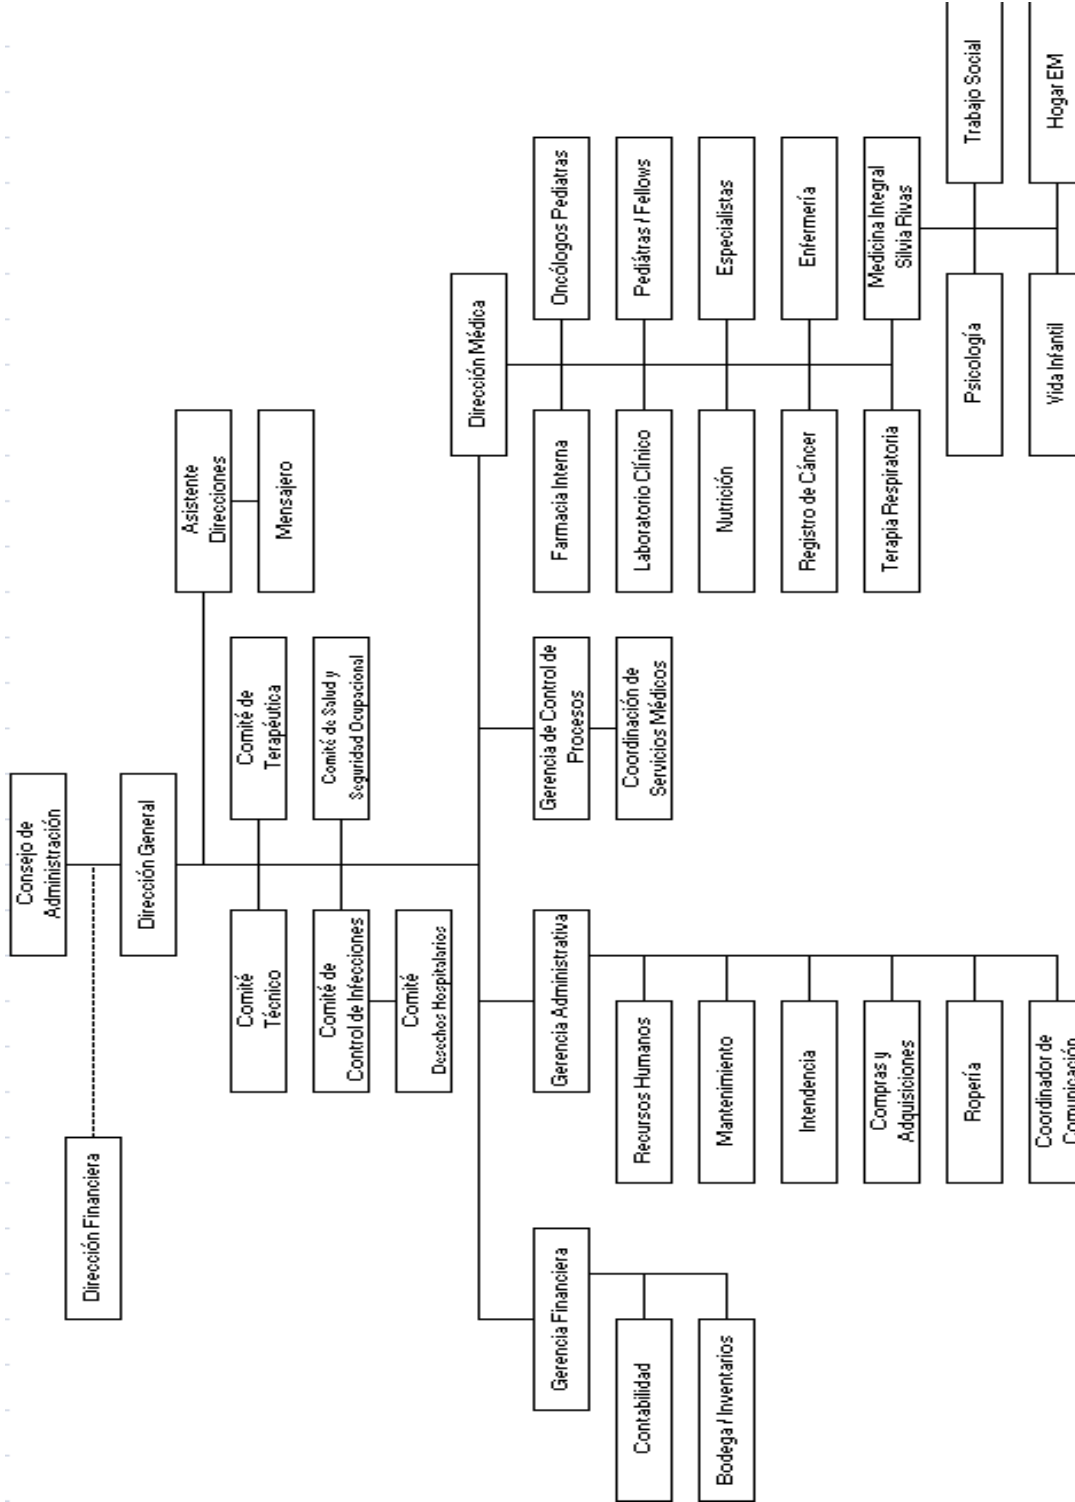 Consejo de
Administración
Dirección Financiera
Dirección General
Asistente
Direcciones
Mensajero
Comité
Técnico
Comité de
Terapéutica
Comité de
Control de Infecciones
Comité de Salud y
Seguridad Ocupacional
Comité
Desechos Hospitalarios
Gerencia Financiera
Contabilidad
Bodega / Inventarios
Gerencia Administrativa
Recursos Humanos
Mantenimiento
Intendencia
Compras y
Adquisiciones
Ropería
Coordinador de
Comunicación
Gerencia de Control de
Procesos
Coordinación de
Servicios Médicos
Dirección Médica
Farmacia Interna
Oncólogos Pediatras
Laboratorio Clínico
Pediátras / Fellows
Nutrición
Especialistas
Registro de Cáncer
Enfermería
Terapia Respiratoria
Medicina Integral
Silvia Rivas
Psicología
Trabajo Social
Vida Infantil
Hogar EM